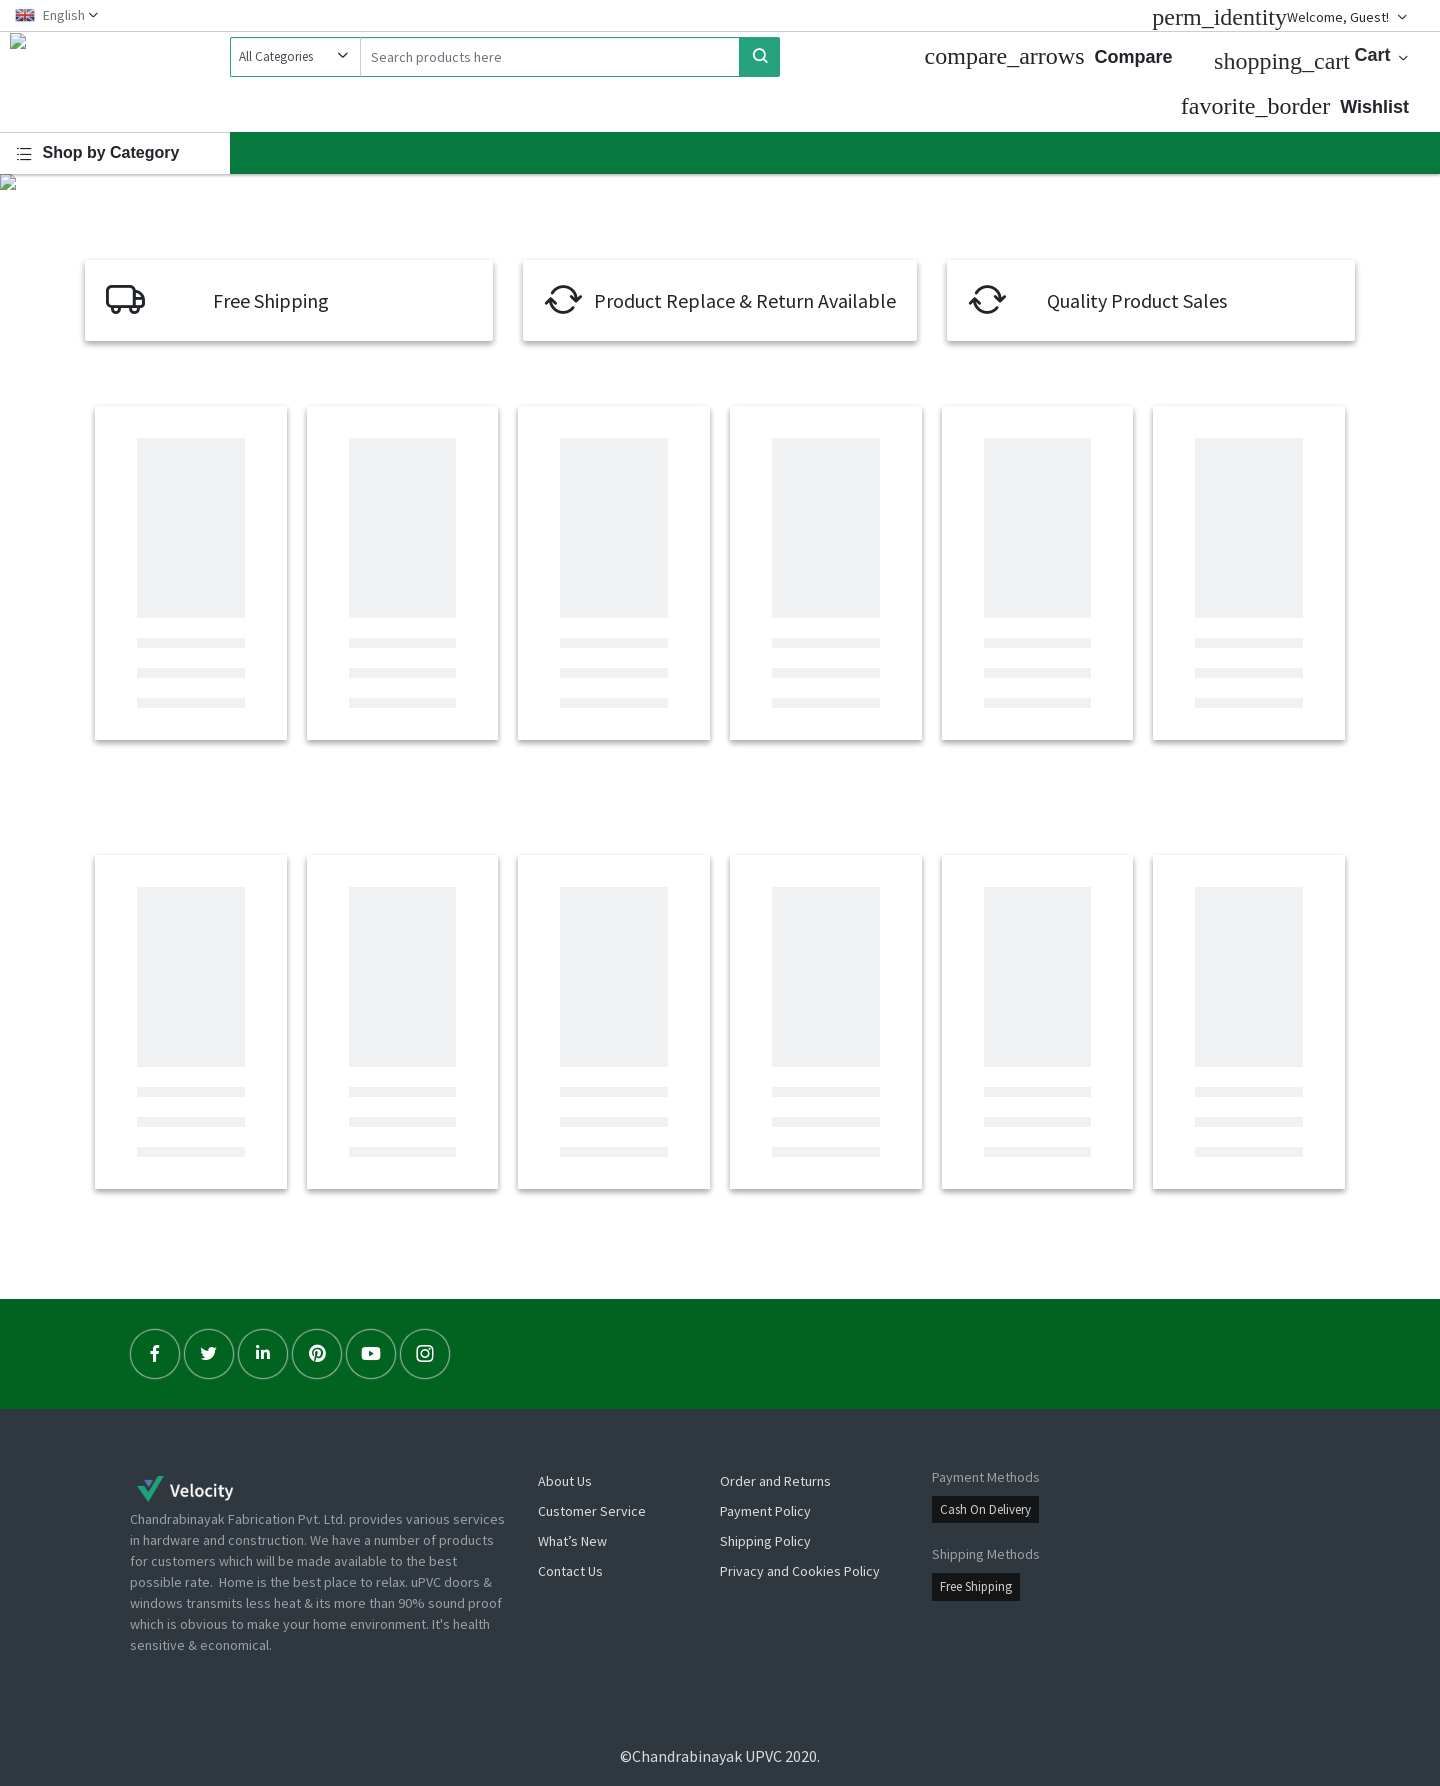 English
perm_identity Welcome, Guest!
All Categories
Search products here
compare_arrows Compare
shopping_cart Cart
favorite_border Wishlist
Shop by Category
Free Shipping
Product Replace & Return Available
Quality Product Sales
Velocity
Chandrabinayak Fabrication Pvt. Ltd. provides various services
in hardware and construction. We have a number of products
for customers which will be made available to the best
possible rate.  Home is the best place to relax. uPVC doors &
windows transmits less heat & its more than 90% sound proof
which is obvious to make your home environment. It's health
sensitive & economical.
About Us
Customer Service
What’s New
Contact Us
Order and Returns
Payment Policy
Shipping Policy
Privacy and Cookies Policy
Payment Methods
Cash On Delivery
Shipping Methods
Free Shipping
©Chandrabinayak UPVC 2020.